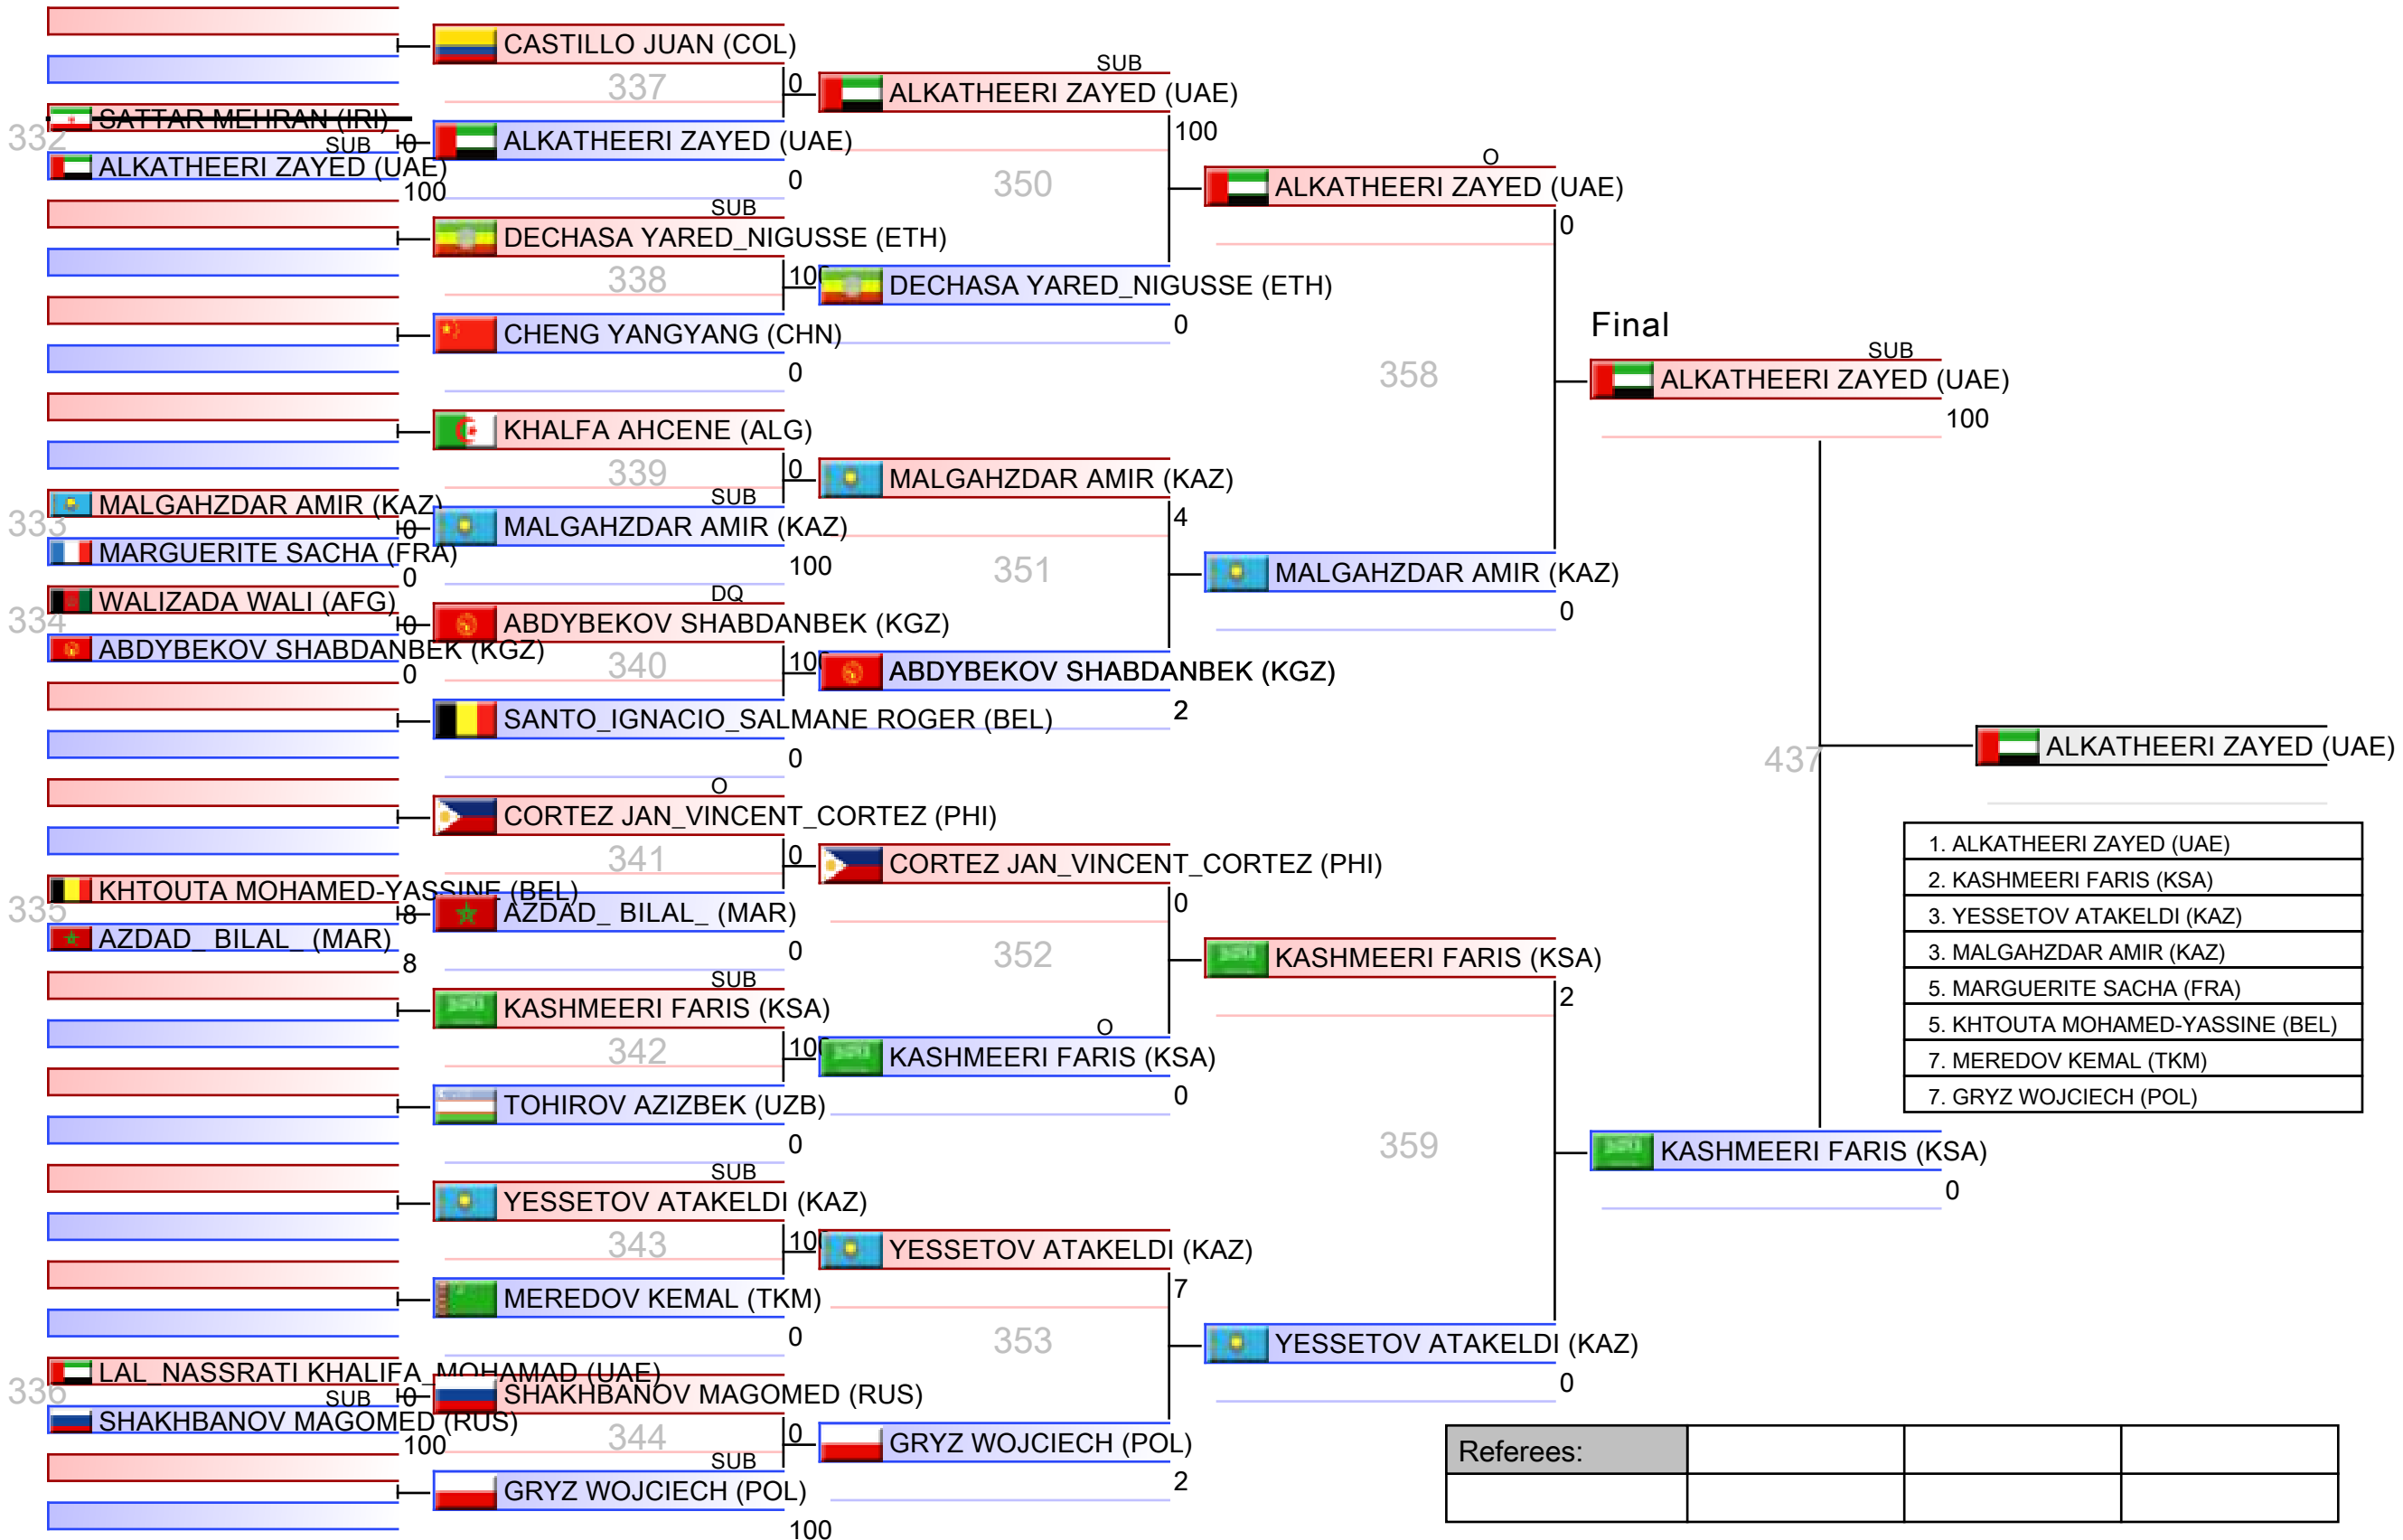 332
SATTAR MEHRAN (IRI)
0
SUB
ALKATHEERI ZAYED (UAE)
100
333
MALGAHZDAR AMIR (KAZ)
0
MARGUERITE SACHA (FRA)
0
334
WALIZADA WALI (AFG)
0
ABDYBEKOV SHABDANBEK (KGZ)
0
335
KHTOUTA MOHAMED-YASSINE (BEL)
8
AZDAD_ BILAL_ (MAR)
8
336
LAL_NASSRATI KHALIFA_MOHAMAD (UAE)
0
SUB
SHAKHBANOV MAGOMED (RUS)
100
CASTILLO JUAN (COL)
337
0
ALKATHEERI ZAYED (UAE)
0
SUB
DECHASA YARED_NIGUSSE (ETH)
338
100
CHENG YANGYANG (CHN)
0
KHALFA AHCENE (ALG)
339
0
SUB
MALGAHZDAR AMIR (KAZ)
100
DQ
ABDYBEKOV SHABDANBEK (KGZ)
340
100
SANTO_IGNACIO_SALMANE ROGER (BEL)
0
O
CORTEZ JAN_VINCENT_CORTEZ (PHI)
341
0
AZDAD_ BILAL_ (MAR)
0
SUB
KASHMEERI FARIS (KSA)
342
100
TOHIROV AZIZBEK (UZB)
0
SUB
YESSETOV ATAKELDI (KAZ)
343
100
MEREDOV KEMAL (TKM)
0
SHAKHBANOV MAGOMED (RUS)
344
0
SUB
GRYZ WOJCIECH (POL)
100
SUB
ALKATHEERI ZAYED (UAE)
100
350
DECHASA YARED_NIGUSSE (ETH)
0
MALGAHZDAR AMIR (KAZ)
4
351
ABDYBEKOV SHABDANBEK (KGZ)
2
CORTEZ JAN_VINCENT_CORTEZ (PHI)
0
352
O
KASHMEERI FARIS (KSA)
0
YESSETOV ATAKELDI (KAZ)
7
353
GRYZ WOJCIECH (POL)
2
O
ALKATHEERI ZAYED (UAE)
0
358
MALGAHZDAR AMIR (KAZ)
0
KASHMEERI FARIS (KSA)
2
359
YESSETOV ATAKELDI (KAZ)
0
Final
SUB
ALKATHEERI ZAYED (UAE)
100
437
KASHMEERI FARIS (KSA)
0
ALKATHEERI ZAYED (UAE)
1. ALKATHEERI ZAYED (UAE)
2. KASHMEERI FARIS (KSA)
3. YESSETOV ATAKELDI (KAZ)
3. MALGAHZDAR AMIR (KAZ)
5. MARGUERITE SACHA (FRA)
5. KHTOUTA MOHAMED-YASSINE (BEL)
7. MEREDOV KEMAL (TKM)
7. GRYZ WOJCIECH (POL)
Referees: